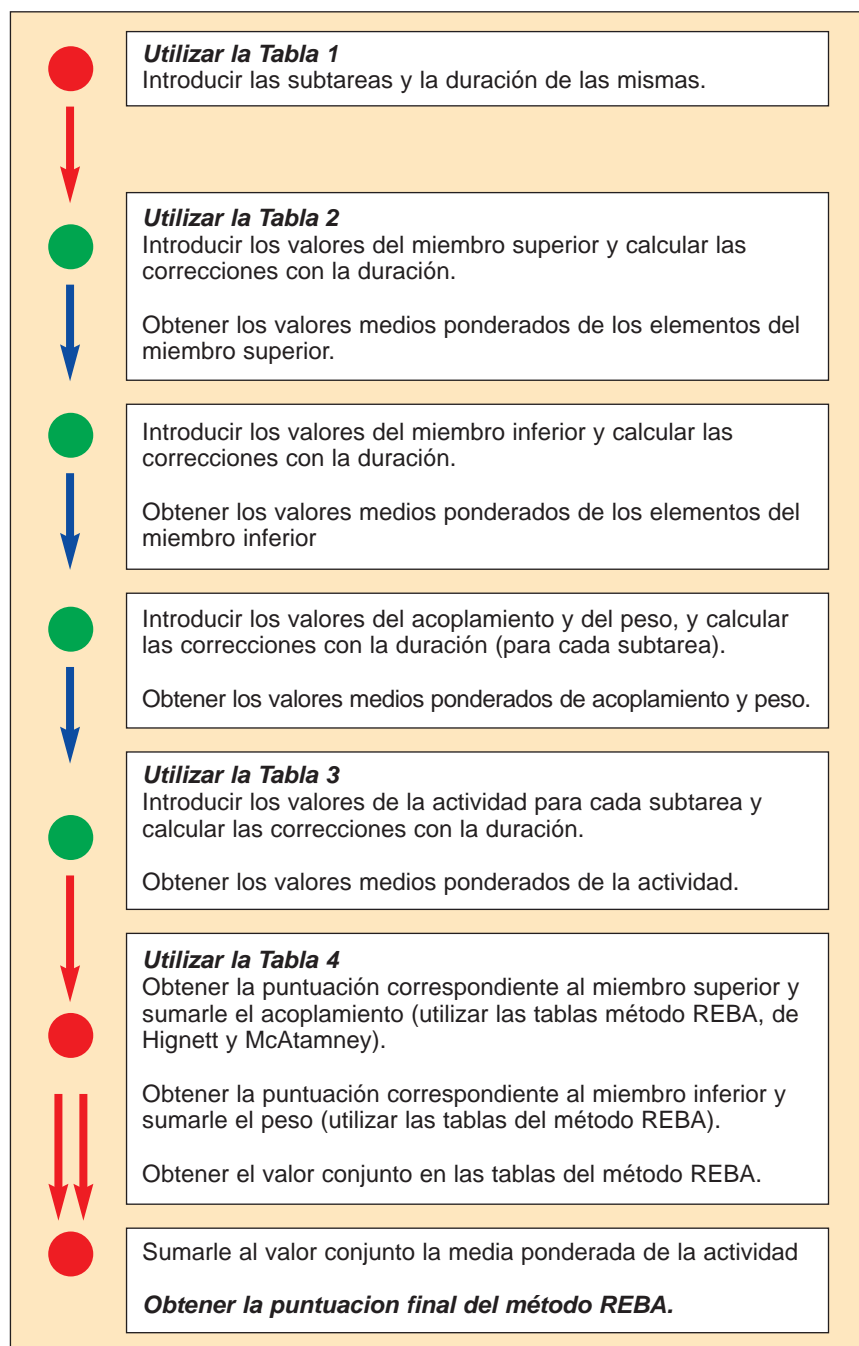 Utilizar la Tabla 1
Introducir las subtareas y la duración de las mismas.
Utilizar la Tabla 2
Introducir los valores del miembro superior y calcular las
correcciones con la duración.
Obtener los valores medios ponderados de los elementos del
miembro superior.
Introducir los valores del miembro inferior y calcular las
correcciones con la duración.
Obtener los valores medios ponderados de los elementos del
miembro inferior
Introducir los valores del acoplamiento y del peso, y calcular
las correcciones con la duración (para cada subtarea).
Obtener los valores medios ponderados de acoplamiento y peso.
Utilizar la Tabla 3
Introducir los valores de la actividad para cada subtarea y
calcular las correcciones con la duración.
Obtener los valores medios ponderados de la actividad.
Utilizar la Tabla 4
Obtener la puntuación correspondiente al miembro superior y
sumarle el acoplamiento (utilizar las tablas método REBA, de
Hignett y McAtamney).
Obtener la puntuación correspondiente al miembro inferior y
sumarle el peso (utilizar las tablas del método REBA).
Obtener el valor conjunto en las tablas del método REBA.
Sumarle al valor conjunto la media ponderada de la actividad
Obtener la puntuacion final del método REBA.